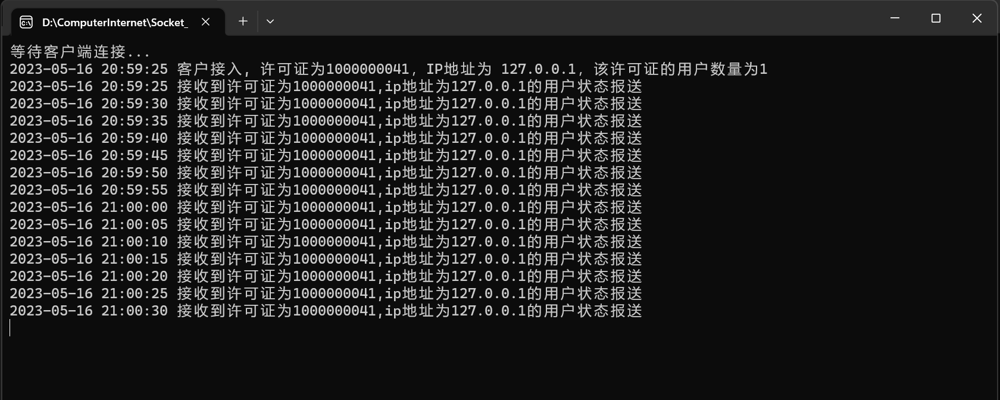 D:\ComputerInternet\Socket_
等待客户端连接...
2023-05-16 20:59:25 客户接入, 许可证为1000000041, IP地址为 127.0.0.1, 该许可证的用户数量为1
2023-05-16 20:59:25 接收到许可证为1000000041,ip地址为127.0.0.1的用户状态报送
2023-05-16 20:59:30 接收到许可证为1000000041,ip地址为127.0.0.1的用户状态报送
2023-05-16 20:59:35 接收到许可证为1000000041,ip地址为127.0.0.1的用户状态报送
2023-05-16 20:59:40 接收到许可证为1000000041,ip地址为127.0.0.1的用户状态报送
2023-05-16 20:59:45 接收到许可证为1000000041,ip地址为127.0.0.1的用户状态报送
2023-05-16 20:59:50 接收到许可证为1000000041,ip地址为127.0.0.1的用户状态报送
2023-05-16 20:59:55 接收到许可证为1000000041,ip地址为127.0.0.1的用户状态报送
2023-05-16 21:00:00 接收到许可证为1000000041,ip地址为127.0.0.1的用户状态报送
2023-05-16 21:00:05 接收到许可证为1000000041,ip地址为127.0.0.1的用户状态报送
2023-05-16 21:00:10 接收到许可证为1000000041,ip地址为127.0.0.1的用户状态报送
2023-05-16 21:00:15 接收到许可证为1000000041,ip地址为127.0.0.1的用户状态报送
2023-05-16 21:00:20 接收到许可证为1000000041,ip地址为127.0.0.1的用户状态报送
2023-05-16 21:00:25 接收到许可证为1000000041,ip地址为127.0.0.1的用户状态报送
2023-05-16 21:00:30 接收到许可证为1000000041,ip地址为127.0.0.1的用户状态报送